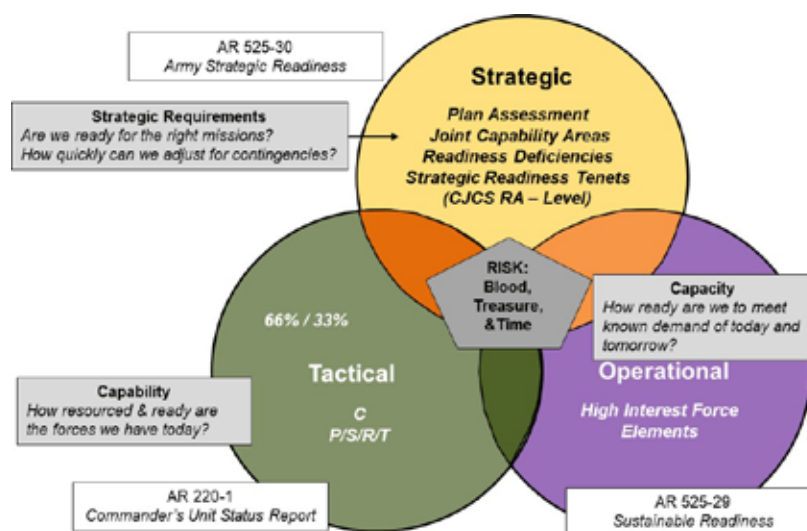 AR 525-30
Army Strategic Readiness
Strategic
Strategic Requirements
Are we ready for the right missions?
How quickly can we adjust for contingencies?
Plan Assessment
Joint Capability Areas
Readiness Deficiencies
Strategic Readiness Tenets
(CJCS RA – Level)
RISK:
Blood,
Treasure,
&Time
Capacity
How ready are we to meet
known demand of today and
tomorrow?
66% / 33%
Tactical
Operational
Capability
How resourced & ready are
the forces we have today?
C
P/S/R/T
High Interest Force
Elements
AR 220-1
Commander's Unit Status Report
AR 525-29
Sustainable Readiness